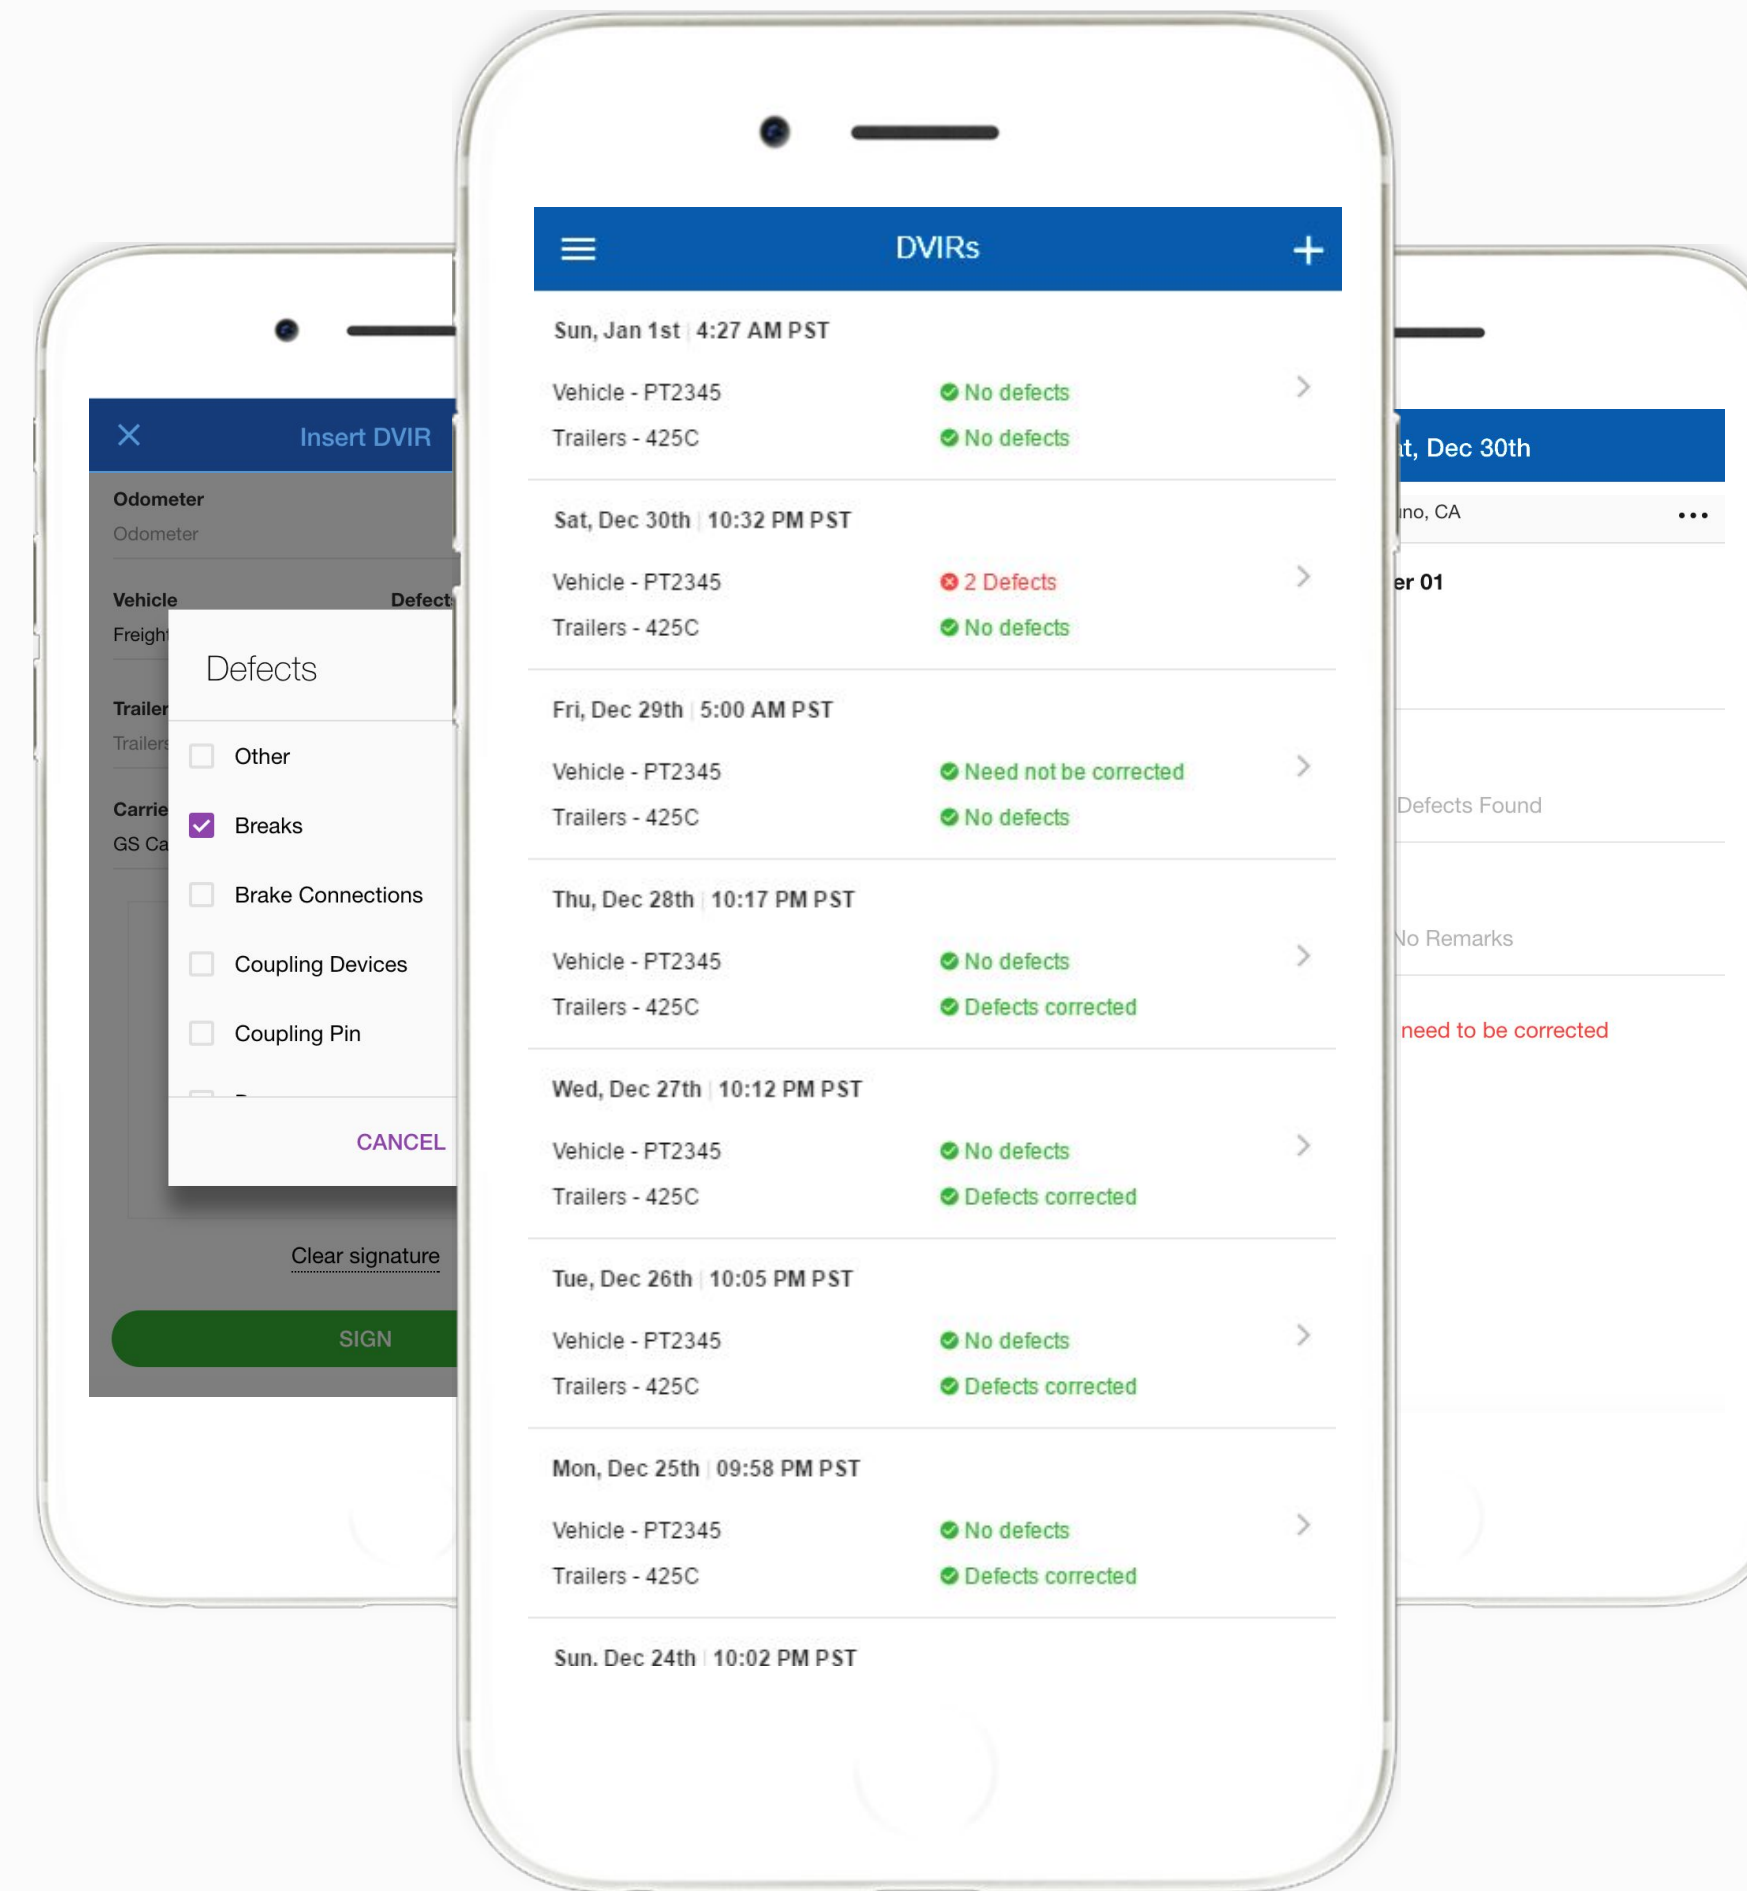 Insert DVIR
Odometer
Odometer
Vehicle Defects
Freight
Trailer
Trailers
Carrie
GS Ca
Defects
Other
Breaks
Brake Connections
Coupling Devices
Coupling Pin
CANCEL
Clear signature
SIGN
DVIRs
Sun, Jan 1st | 4:27 AM PST
Vehicle - PT2345 No defects
Trailers - 425C No defects
Sat, Dec 30th | 10:32 PM PST
Vehicle - PT2345 2 Defects
Trailers - 425C No defects
Fri, Dec 29th | 5:00 AM PST
Vehicle - PT2345 Need not be corrected
Trailers - 425C No defects
Thu, Dec 28th | 10:17 PM PST
Vehicle - PT2345 No defects
Trailers - 425C Defects corrected
Wed, Dec 27th | 10:12 PM PST
Vehicle - PT2345 No defects
Trailers - 425C Defects corrected
Tue, Dec 26th | 10:05 PM PST
Vehicle - PT2345 No defects
Trailers - 425C Defects corrected
Mon, Dec 25th | 09:58 PM PST
Vehicle - PT2345 No defects
Trailers - 425C Defects corrected
Sun. Dec 24th | 10:02 PM PST
at, Dec 30th
no, CA
er 01
Defects Found
No Remarks
need to be corrected